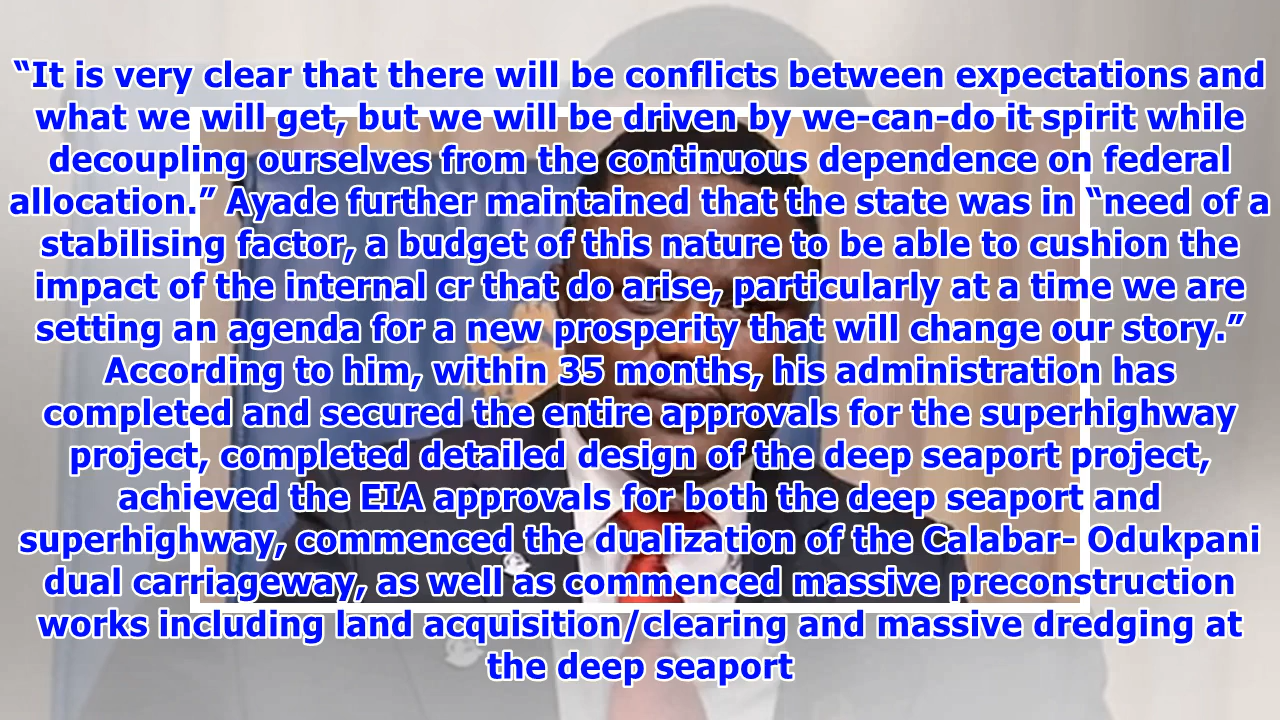 “It is very clear that there will be conflicts between expectations and
what we will get, but we will be driven by we-can-do it spirit while
decoupling ourselves from the continuous dependence on federal
allocation.” Ayade further maintained that the state was in “need of a
stabilising factor, a budget of this nature to be able to cushion the
impact of the internal cr that do arise, particularly at a time we are
setting an agenda for a new prosperity that will change our story.”
According to him, within 35 months, his administration has
completed and secured the entire approvals for the superhighway
project, completed detailed design of the deep seaport project,
achieved the EIA approvals for both the deep seaport and
superhighway, commenced the dualization of the Calabar- Odukpani
dual carriageway, as well as commenced massive preconstruction
works including land acquisition/clearing and massive dredging at
the deep seaport